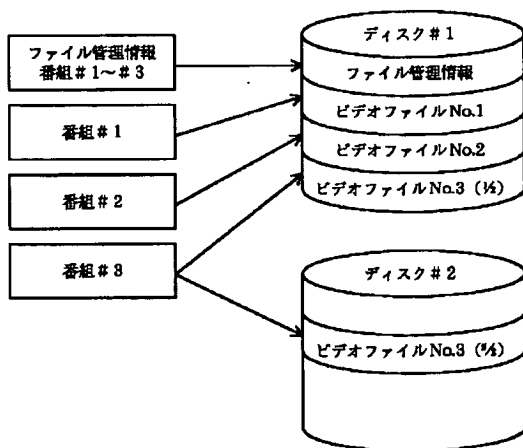 ファイル管理情報
番組＃1〜＃3
番組＃1
番組＃2
番組＃3
ディスク＃1
ファイル管理情報
ビデオファイルNo.1
ビデオファイルNo.2
ビデオファイルNo.3（½）
ディスク＃2
ビデオファイルNo.3